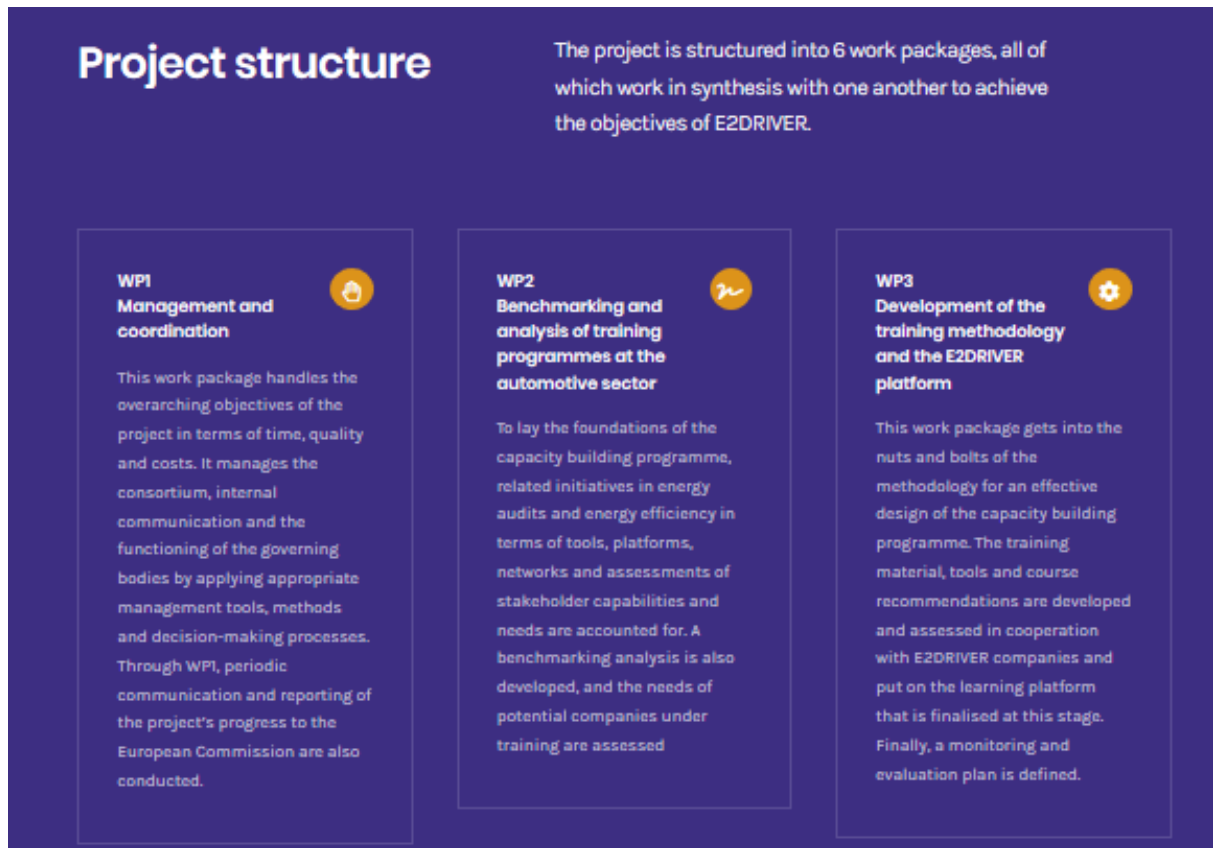 Project structure
The project is structured into 6 work packages, all of
which work in synthesis with one another to achieve
the objectives of E2DRIVER.
WP1
Management and
coordination
This work package handles the
overarching objectives of the
project in terms of time, quality
and costs. It manages the
consortium, internal
communication and the
functioning of the governing
bodies by applying appropriate
management tools, methods
and decision-making processes.
Through WP1, periodic
communication and reporting of
the project's progress to the
European Commission are also
conducted.
WP2
Benchmarking and
analysis of training
programmes at the
automotive sector
To lay the foundations of the
capacity building programme,
related initiatives in energy
audits and energy efficiency in
terms of tools, platforms,
networks and assessments of
stakeholder capabilities and
needs are accounted for. A
benchmarking analysis is also
developed, and the needs of
potential companies under
training are assessed
WP3
Development of the
training methodology
and the E2DRIVER
platform
This work package gets into the
nuts and bolts of the
methodology for an effective
design of the capacity building
programme. The training
material, tools and course
recommendations are developed
and assessed in cooperation
with E2DRIVER companies and
put on the learning platform
that is finalised at this stage.
Finally, a monitoring and
evaluation plan is defined.